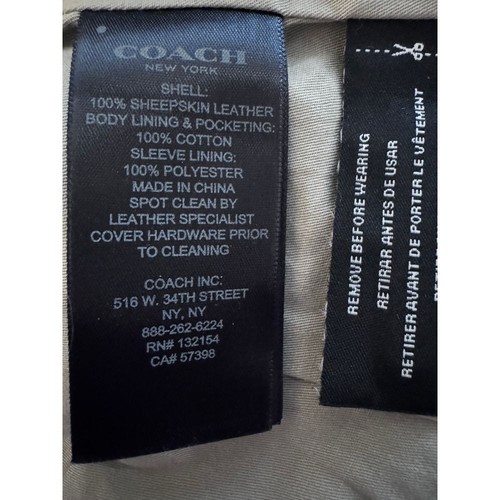 COACH
NEW YORK
SHELL:
100% SHEEPSKIN LEATHER
BODY LINING & POCKETING:
100% COTTON
SLEEVE LINING:
100% POLYESTER
MADE IN CHINA
SPOT CLEAN BY
LEATHER SPECIALIST
COVER HARDWARE PRIOR
TO CLEANING
COACH INC:
516 W. 34TH STREET
NY, NY
888-262-6224
RN# 132154
CA# 57398
REMOVE BEFORE WEARING
RETIRAR ANTES DE USAR
RETIRER AVANT DE PORTER LE VÊTEMENT